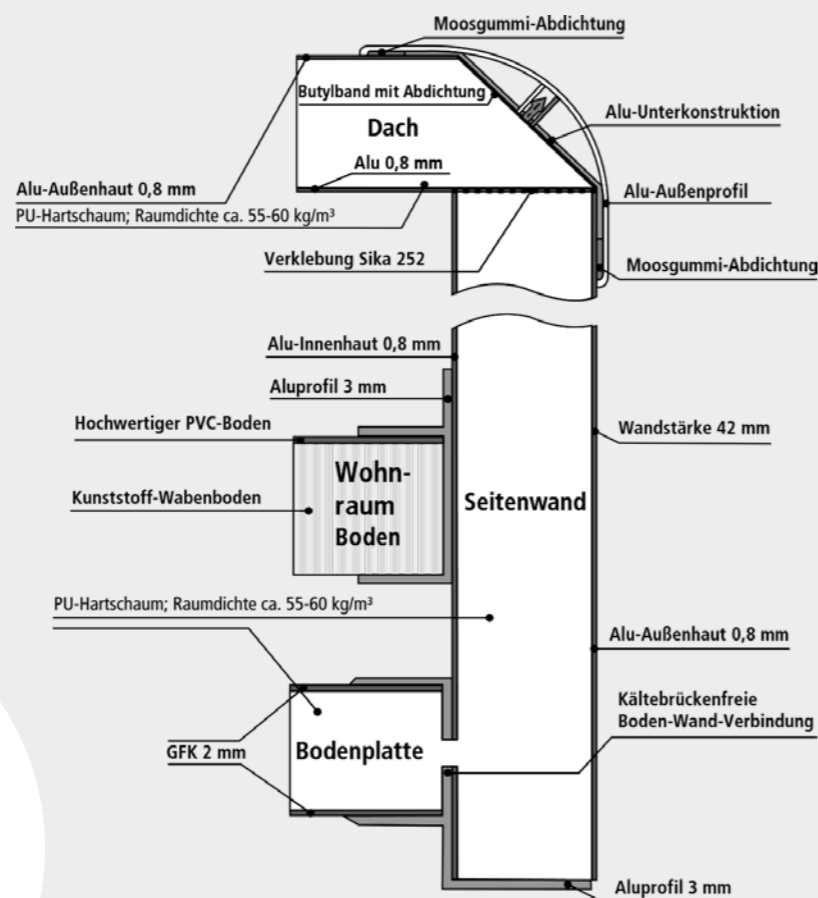 Moosgummi-Abdichtung
Butylband mit Abdichtung
Alu-Unterkonstruktion
Dach
Alu 0,8 mm
Alu-Außenhaut 0,8 mm
Alu-Außenprofil
PU-Hartschaum; Raumdichte ca. 55-60 kg/m³
Verklebung Sika 252
Moosgummi-Abdichtung
Alu-Innenhaut 0,8 mm
Aluprofil 3 mm
Hochwertiger PVC-Boden
Wandstärke 42 mm
Wohn-
raum
Boden
Kunststoff-Wabenboden
Seitenwand
PU-Hartschaum; Raumdichte ca. 55-60 kg/m³
Alu-Außenhaut 0,8 mm
Kältebrückenfreie
Boden-Wand-Verbindung
GFK 2 mm
Bodenplatte
Aluprofil 3 mm